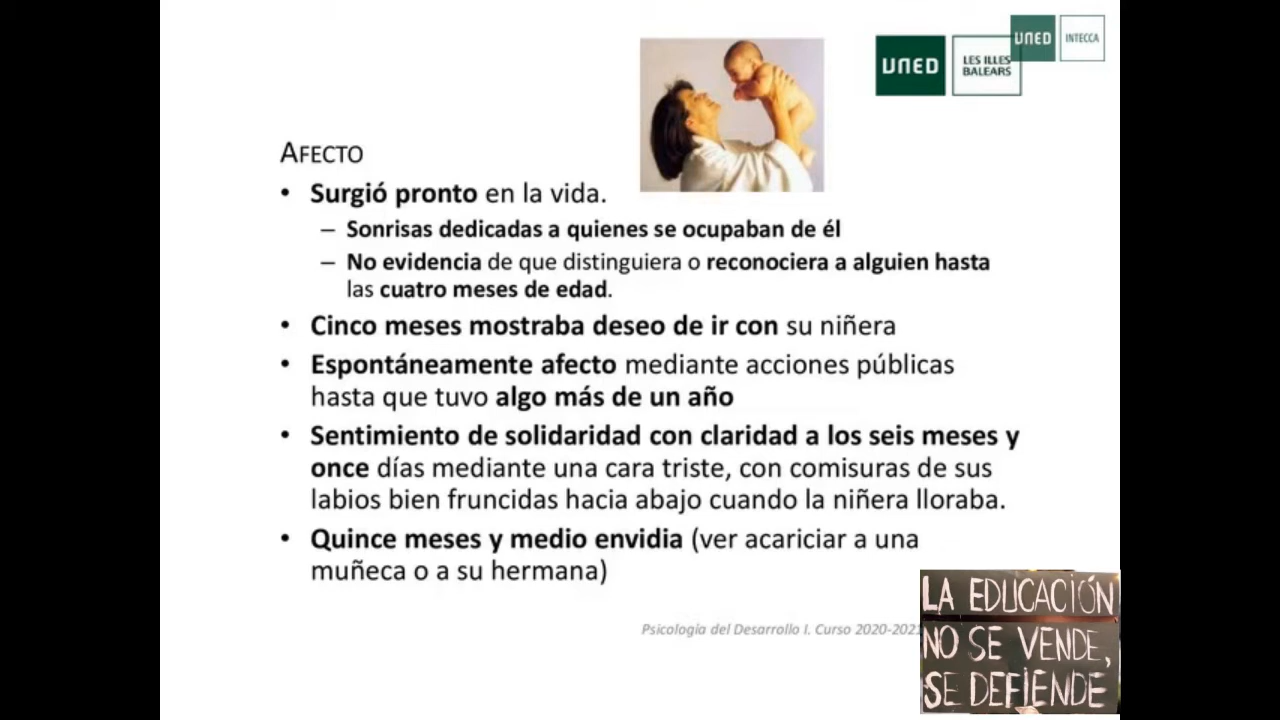 UNED
INTECCA
UNED
LES ILLES
BALEARS
AFECTO
• Surgió pronto en la vida.
– Sonrisas dedicadas a quienes se ocupaban de él
– No evidencia de que distinguiera o reconociera a alguien hasta
las cuatro meses de edad.
• Cinco meses mostraba deseo de ir con su niñera
• Espontáneamente afecto mediante acciones públicas
hasta que tuvo algo más de un año
• Sentimiento de solidaridad con claridad a los seis meses y
once días mediante una cara triste, con comisuras de sus
labios bien fruncidas hacia abajo cuando la niñera lloraba.
• Quince meses y medio envidia (ver acariciar a una
muñeca o a su hermana)
Psicología del Desarrollo I. Curso 2020-2021
LA EDUCACIÓN
NO SE VENDE,
SE DEFIENDE